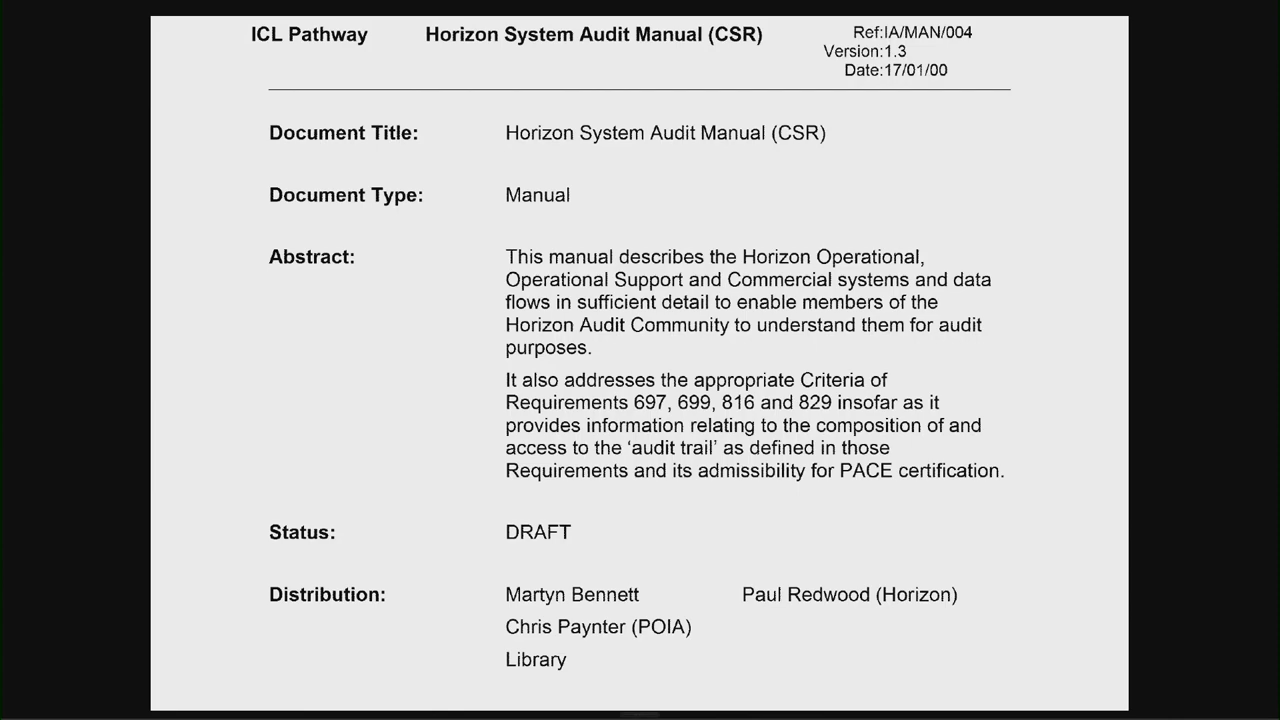 ICL Pathway Horizon System Audit Manual (CSR) Ref:IA/MAN/004
Version:1.3
Date:17/01/00
Document Title: Horizon System Audit Manual (CSR)
Document Type: Manual
Abstract: This manual describes the Horizon Operational,
Operational Support and Commercial systems and data
flows in sufficient detail to enable members of the
Horizon Audit Community to understand them for audit
purposes.
It also addresses the appropriate Criteria of
Requirements 697, 699, 816 and 829 insofar as it
provides information relating to the composition of and
access to the ‘audit trail’ as defined in those
Requirements and its admissibility for PACE certification.
Status: DRAFT
Distribution: Martyn Bennett Paul Redwood (Horizon)
Chris Paynter (POIA)
Library